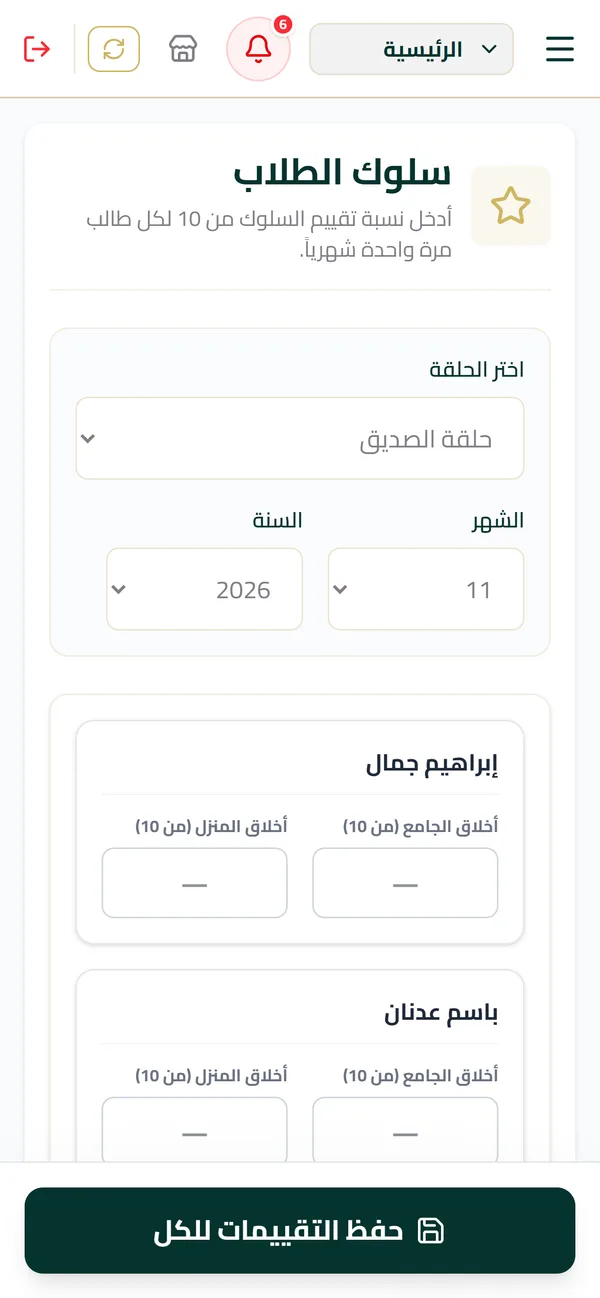 الرئيسية
6
سلوك الطلاب
أدخل نسبة تقييم السلوك من 10 لكل طالب
مرة واحدة شهرياً.
اختر الحلقة
حلقة الصديق
الشهر
السنة
11
2026
إبراهيم جمال
أخلاق الجامع (من 10)
أخلاق المنزل (من 10)
—
—
باسم عدنان
أخلاق الجامع (من 10)
أخلاق المنزل (من 10)
—
—
حفظ التقييمات للكل